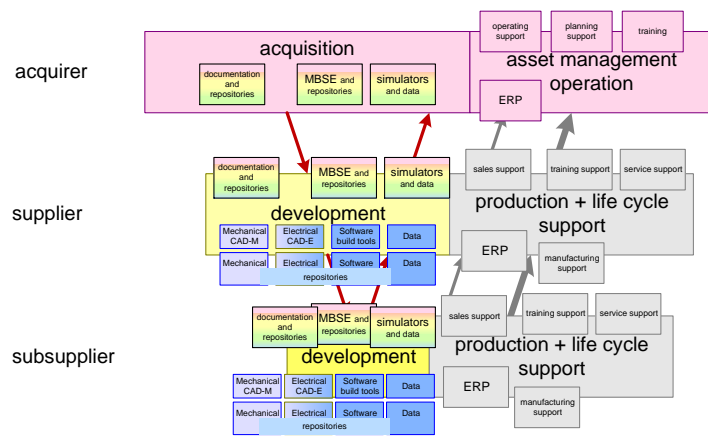 operating
support
planning
support
training
acquirer
acquisition
asset management
operation
documentation
and
repositories
MBSE and
repositories
simulators
and data
ERP
documentation
and
repositories
MBSE and
repositories
simulators
and data
sales support
training support
service support
supplier
development
production + life cycle
support
Mechanical
CAD-M
Electrical
CAD-E
Software
build tools
Data
ERP
manufacturing
support
Mechanical
Electrical
Software
Data
repositories
documentation
and repositories
MBSE and
repositories
simulators
and data
sales support
training support
service support
subsupplier
development
production + life cycle
support
Mechanical
CAD-M
Electrical
CAD-E
Software
build tools
Data
ERP
manufacturing
support
Mechanical
Electrical
Software
Data
repositories